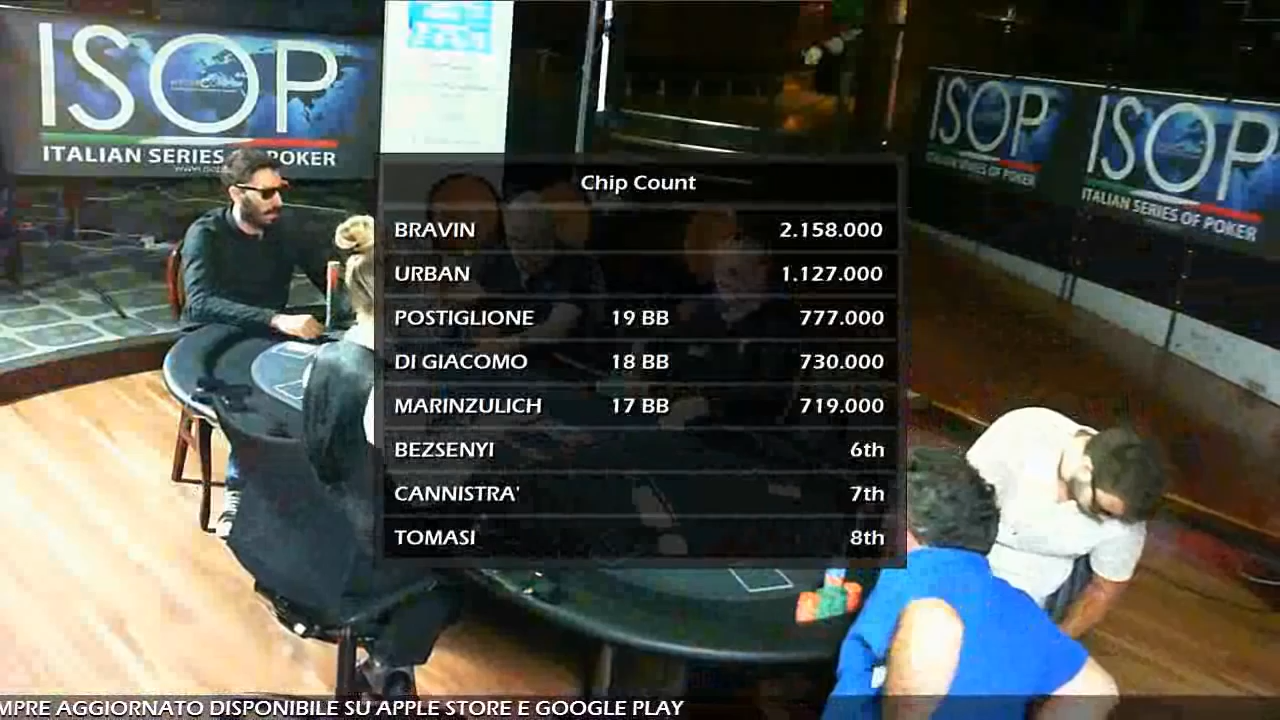 ISOP
ITALIAN SERIES OF POKER
ISOP
ITALIAN SERIES OF POKER
ISOP
ITALIAN SERIES OF POKER
Chip Count
BRAVIN 2.158.000
URBAN 1.127.000
POSTIGLIONE 19 BB 777.000
DI GIACOMO 18 BB 730.000
MARINZULICH 17 BB 719.000
BEZSENYI 6th
CANNISTRA' 7th
TOMASI 8th
MPRE AGGIORNATO DISPONIBILE SU APPLE STORE E GOOGLE PLAY